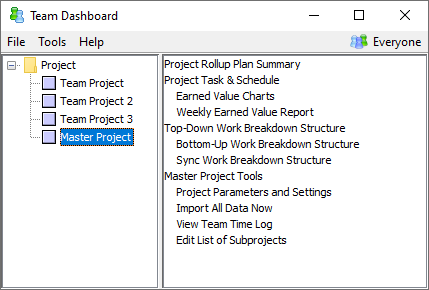 Team Dashboard
File Tools Help Everyone
Project
Team Project
Team Project 2
Team Project 3
Master Project
Project Rollup Plan Summary
Project Task & Schedule
Earned Value Charts
Weekly Earned Value Report
Top-Down Work Breakdown Structure
Bottom-Up Work Breakdown Structure
Sync Work Breakdown Structure
Master Project Tools
Project Parameters and Settings
Import All Data Now
View Team Time Log
Edit List of Subprojects